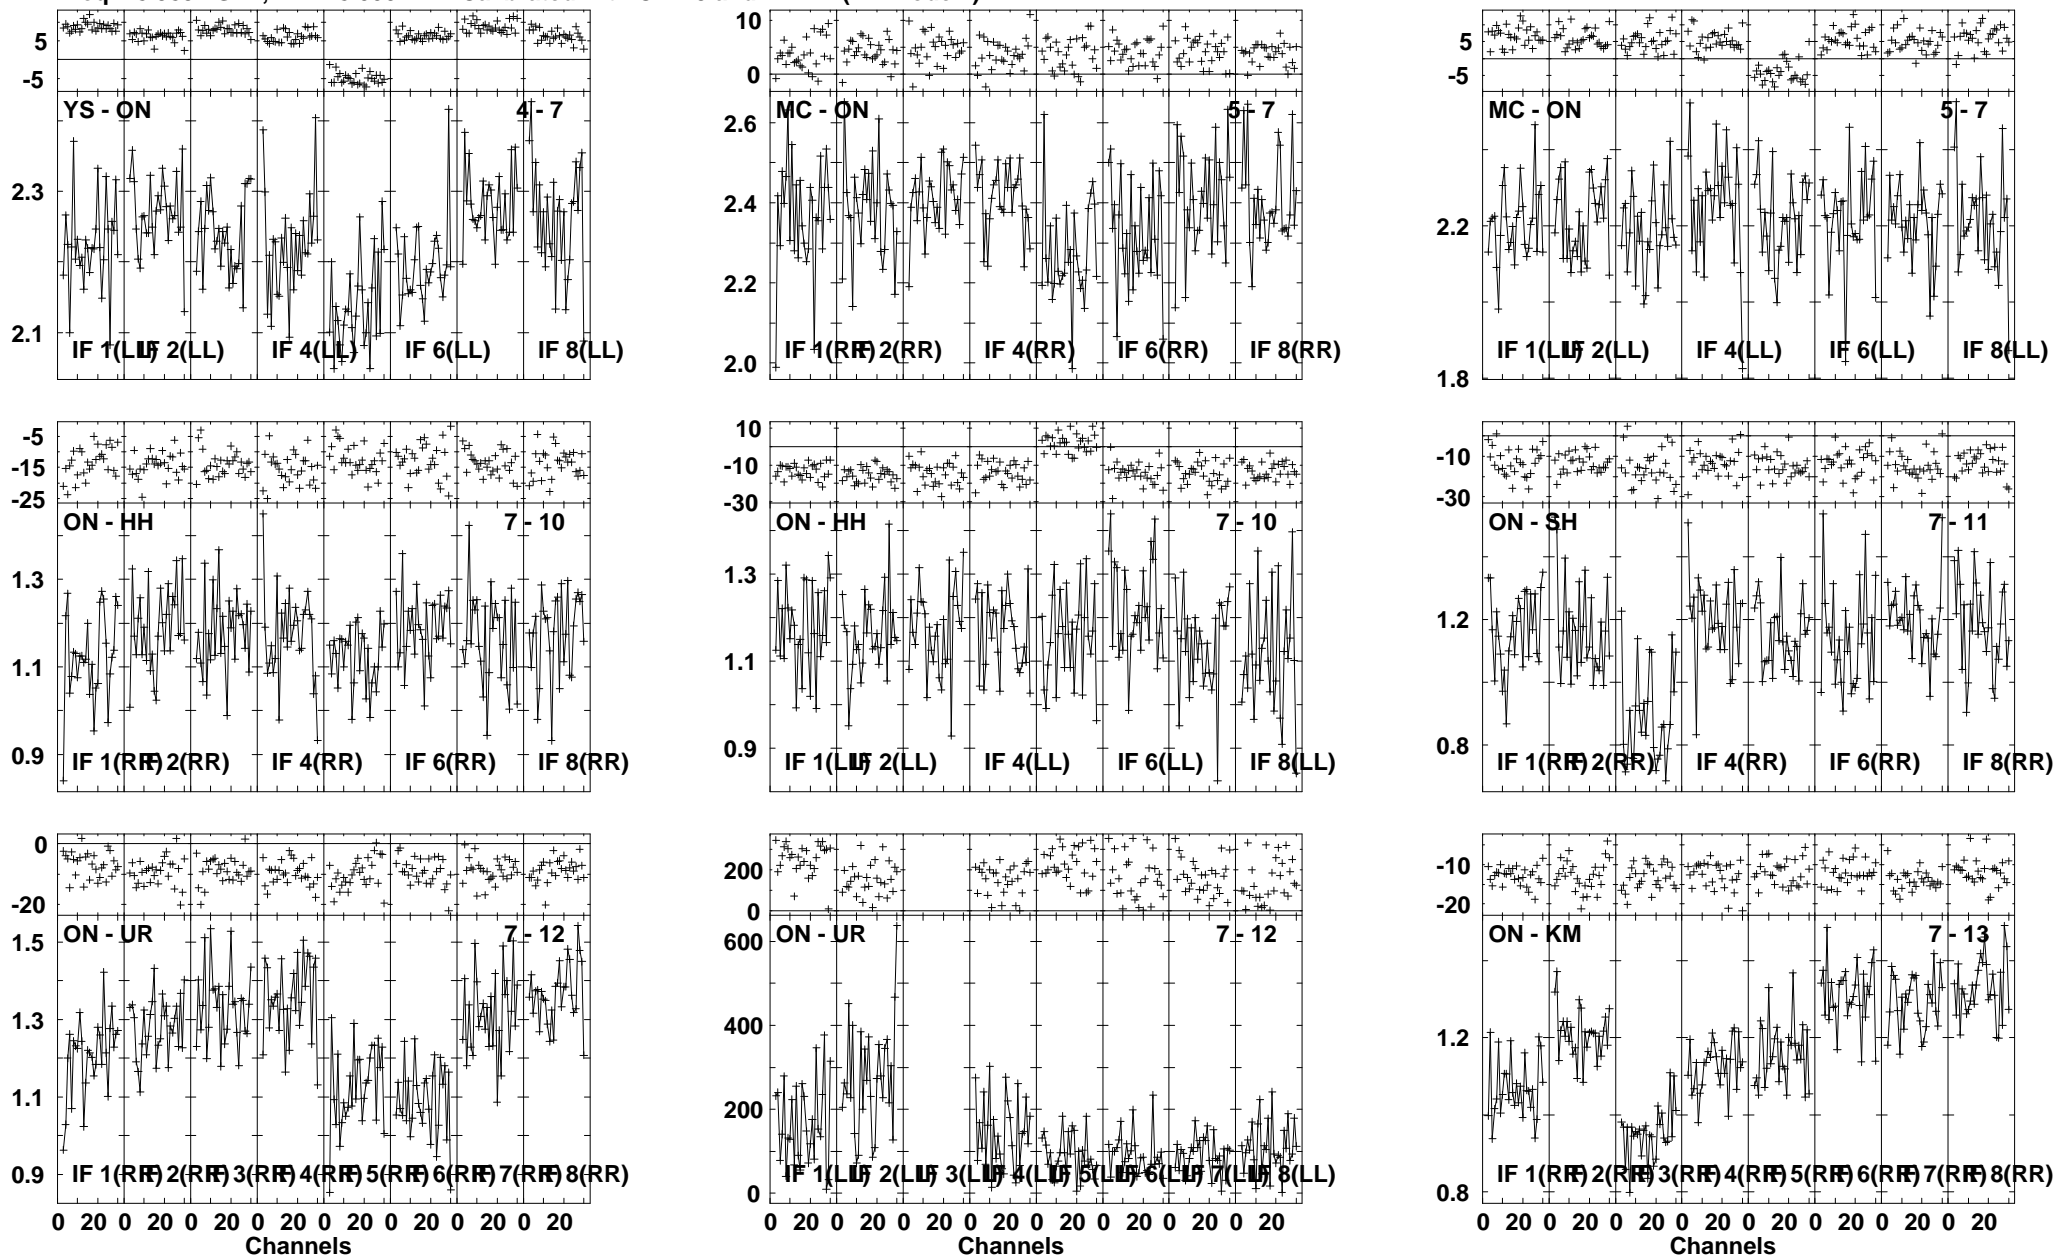 5
-5
YS - ON 4 - 7
2.3
2.1
IF 1(LL) IF 2(LL) IF 4(LL) IF 6(LL) IF 8(LL)
10
5
0
MC - ON 5 - 7
2.6
2.4
2.2
2.0
IF 1(RR) IF 2(RR) IF 4(RR) IF 6(RR) IF 8(RR)
5
-5
MC - ON 5 - 7
2.2
1.8
IF 1(LL) IF 2(LL) IF 4(LL) IF 6(LL) IF 8(LL)
-5
-15
-25
ON - HH 7 - 10
1.3
1.1
0.9
IF 1(RR) IF 2(RR) IF 4(RR) IF 6(RR) IF 8(RR)
10
-10
-30
ON - HH 7 - 10
1.3
1.1
0.9
IF 1(LL) IF 2(LL) IF 4(LL) IF 6(LL) IF 8(LL)
-10
-30
ON - SH 7 - 11
1.2
0.8
IF 1(RR) IF 2(RR) IF 4(RR) IF 6(RR) IF 8(RR)
0
-20
ON - UR 7 - 12
1.5
1.3
1.1
0.9
IF 1(RR) IF 2(RR) IF 3(RR) IF 4(RR) IF 5(RR) IF 6(RR) IF 7(RR) IF 8(RR)
0 20 0 20 0 20 0 20 0 20 0 20 0 20 0 20
Channels
200
0
ON - UR 7 - 12
600
400
200
0
IF 1(LL) IF 2(LL) IF 3(LL) IF 4(LL) IF 5(LL) IF 6(LL) IF 7(LL) IF 8(LL)
0 20 0 20 0 20 0 20 0 20 0 20 0 20 0 20
Channels
-10
-20
ON - KM 7 - 13
1.2
0.8
IF 1(RR) IF 2(RR) IF 3(RR) IF 4(RR) IF 5(RR) IF 6(RR) IF 7(RR) IF 8(RR)
0 20 0 20 0 20 0 20 0 20 0 20 0 20 0 20